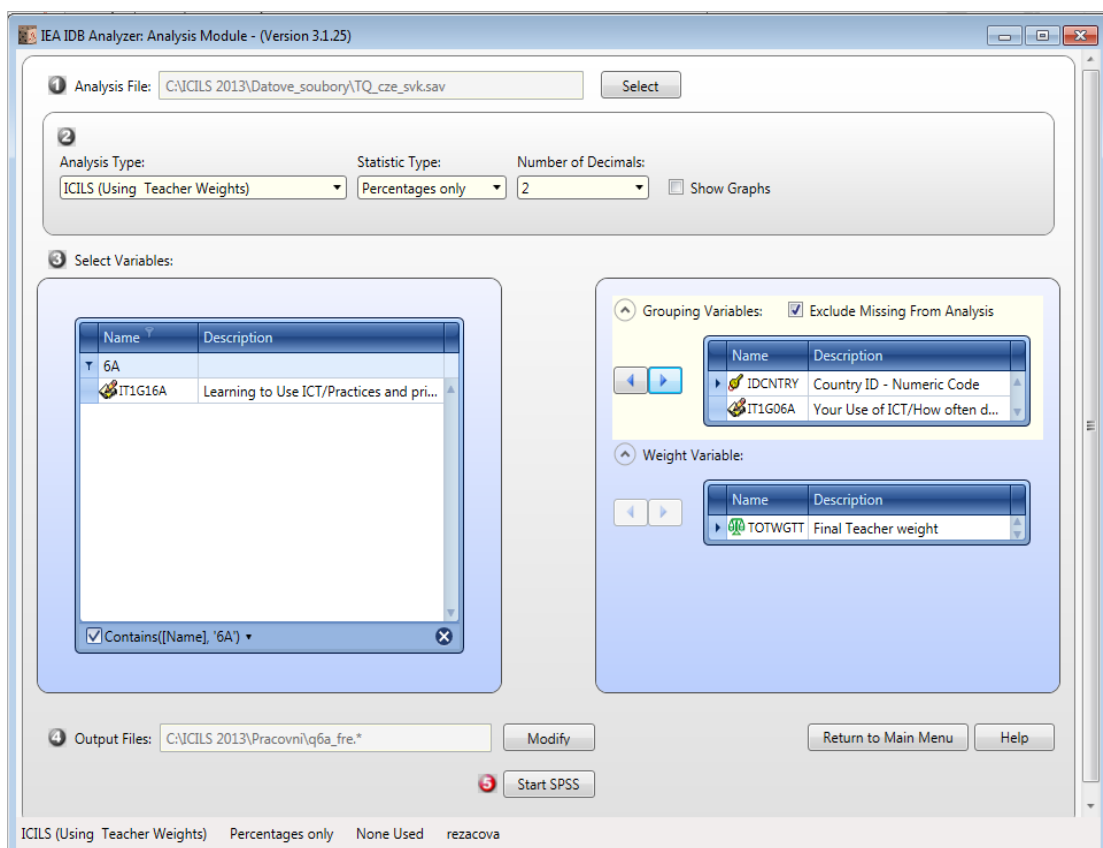 IEA IDB Analyzer: Analysis Module - (Version 3.1.25)
1 Analysis File: C:\ICILS 2013\Datove_soubory\TQ_cze_svk.sav Select
2
Analysis Type: Statistic Type: Number of Decimals:
ICILS (Using Teacher Weights) Percentages only 2 Show Graphs
3 Select Variables:
Grouping Variables: Exclude Missing From Analysis
Name Description
6A
IT1G16A Learning to Use ICT/Practices and pri...
Name Description
IDCNTRY Country ID - Numeric Code
IT1G06A Your Use of ICT/How often d...
Weight Variable:
Name Description
TOTWGTT Final Teacher weight
Contains([Name], '6A')
4 Output Files: C:\ICILS 2013\Pracovni\q6a_fre.* Modify Return to Main Menu Help
5 Start SPSS
ICILS (Using Teacher Weights) Percentages only None Used rezacova